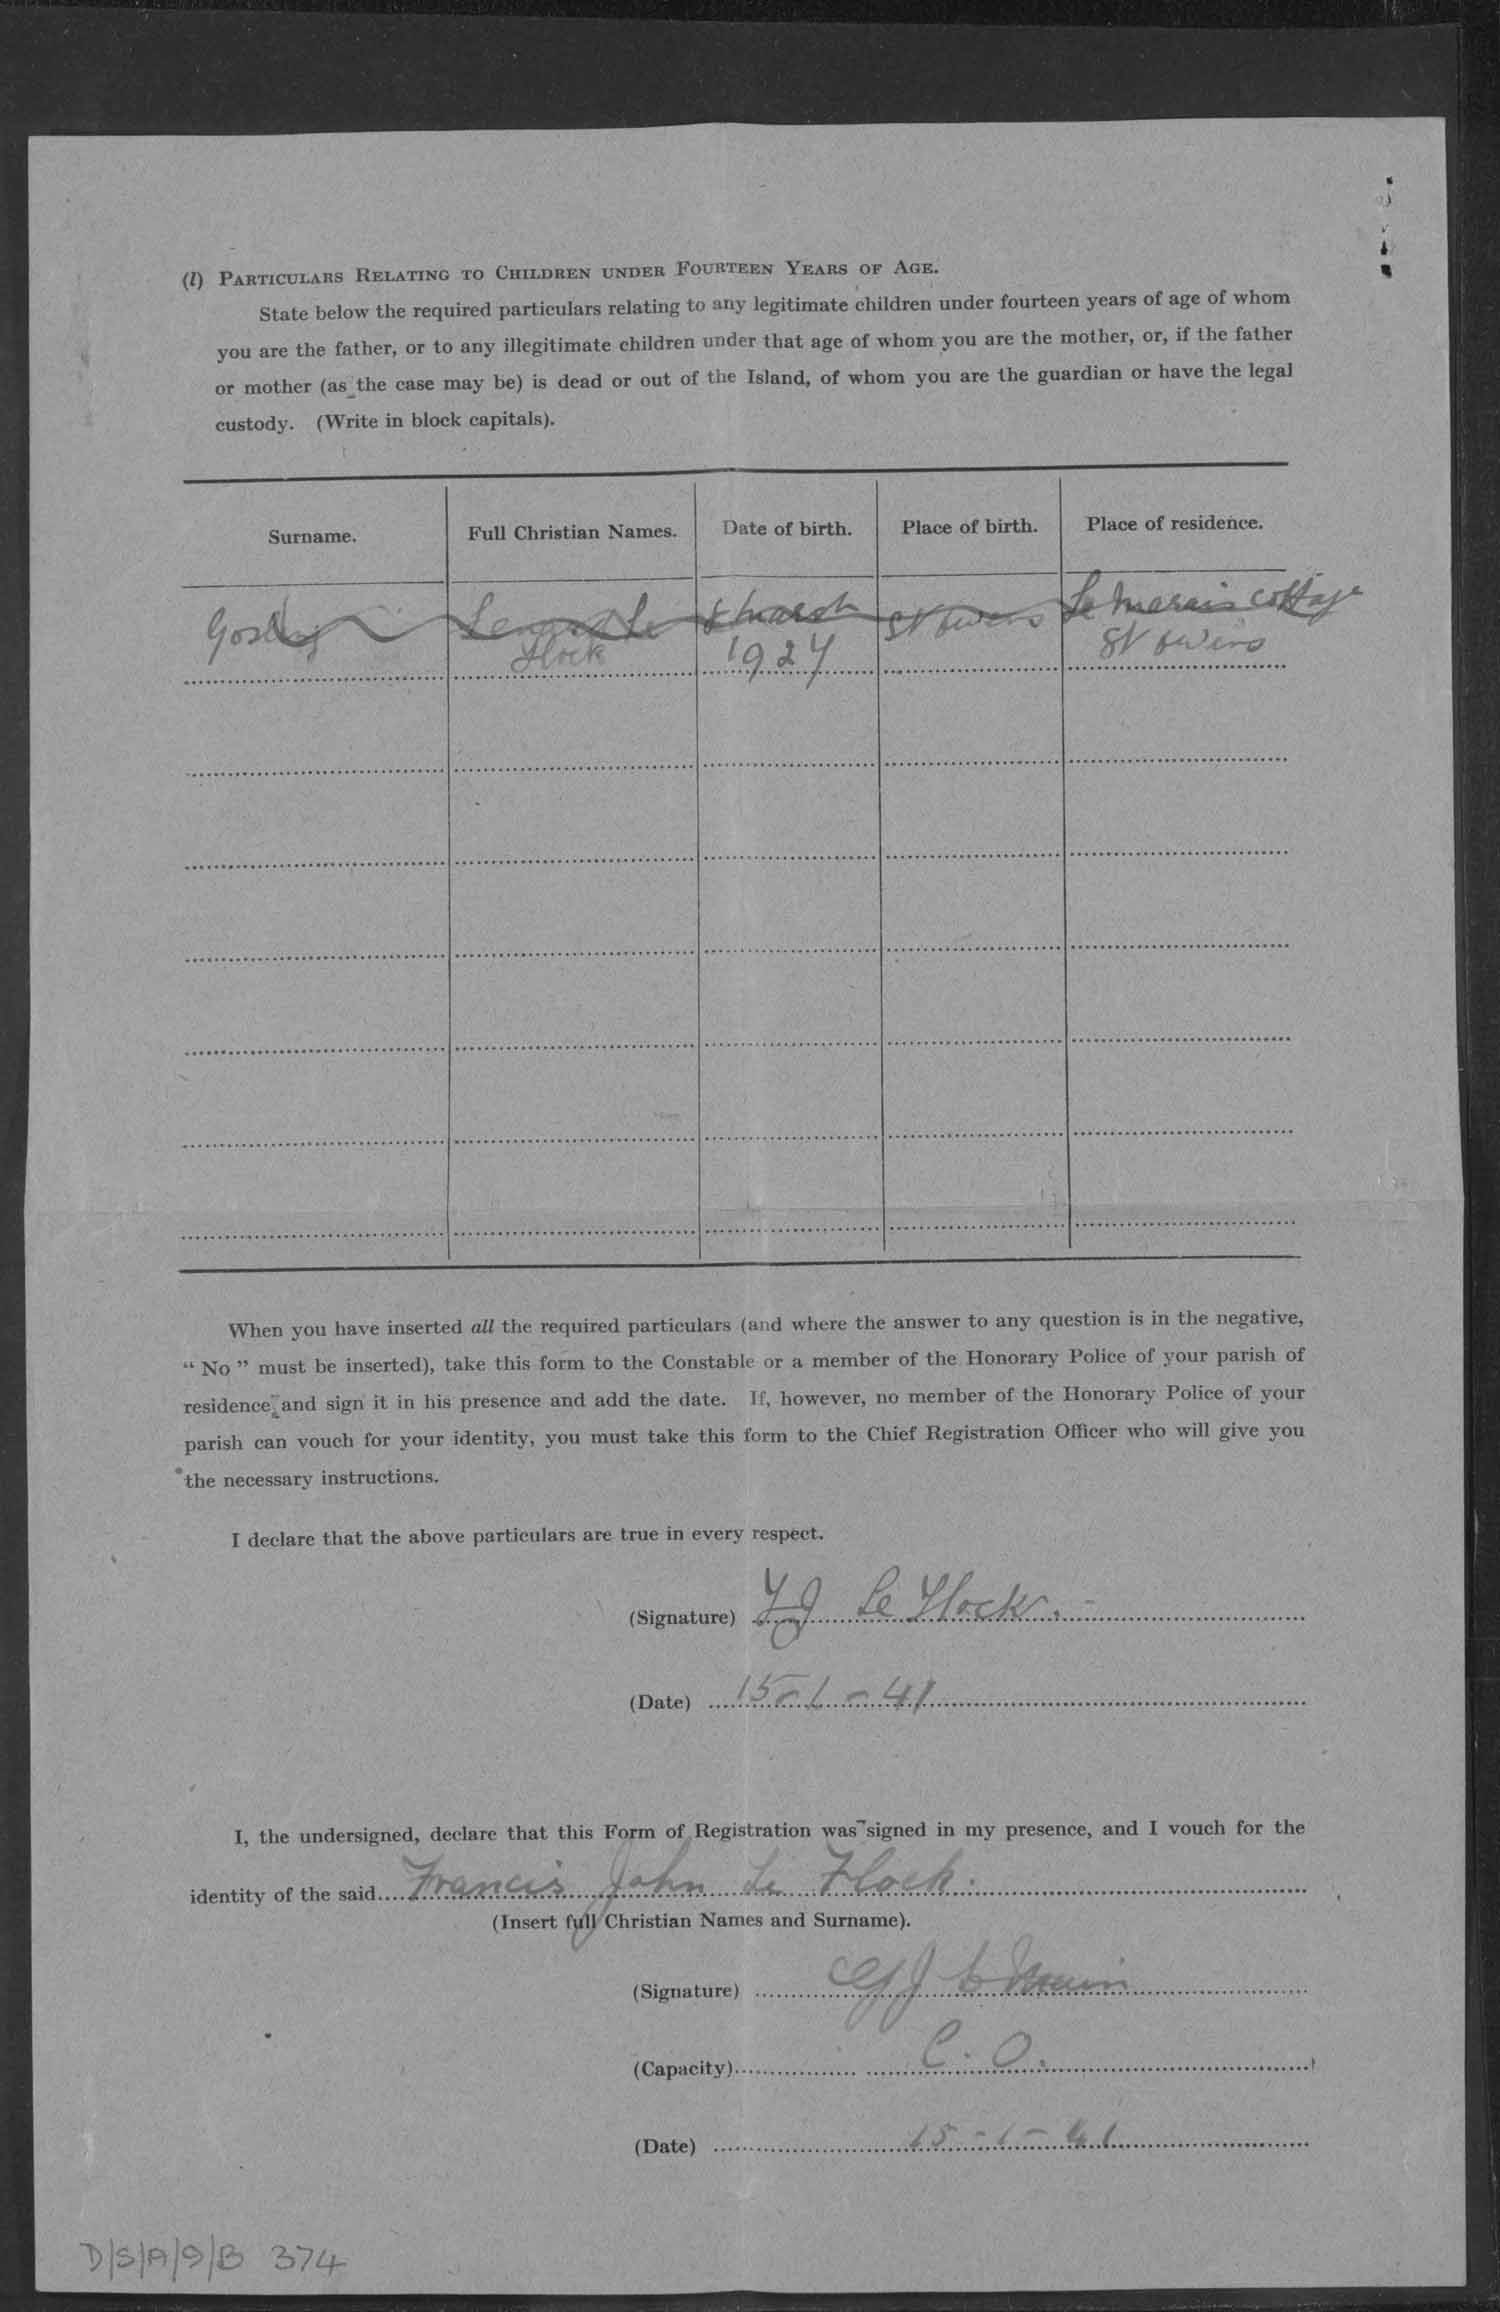 (l) PARTICULARS RELATING TO CHILDREN UNDER FOURTEEN YEARS OF AGE.
State below the required particulars relating to any legitimate children under fourteen years of age of whom
you are the father, or to any illegitimate children under that age of whom you are the mother, or, if the father
or mother (as the case may be) is dead or out of the Island, of whom you are the guardian or have the legal
custody. (Write in block capitals).
Surname. Full Christian Names. Date of birth. Place of birth. Place of residence.
Gosling Le March St Owens Le Marais Cottage
Flock 1927 St Owens
When you have inserted all the required particulars (and where the answer to any question is in the negative,
“ No ” must be inserted), take this form to the Constable or a member of the Honorary Police of your parish of
residence, and sign it in his presence and add the date. If, however, no member of the Honorary Police of your
parish can vouch for your identity, you must take this form to the Chief Registration Officer who will give you
the necessary instructions.
I declare that the above particulars are true in every respect.
(Signature) FJ Le Flock.
(Date) 15-1-41
I, the undersigned, declare that this Form of Registration was signed in my presence, and I vouch for the
identity of the said Francis John Le Flock.
(Insert full Christian Names and Surname).
(Signature)
(Capacity) C. O.
(Date) 15-1-41
D/S/A/9/B 374